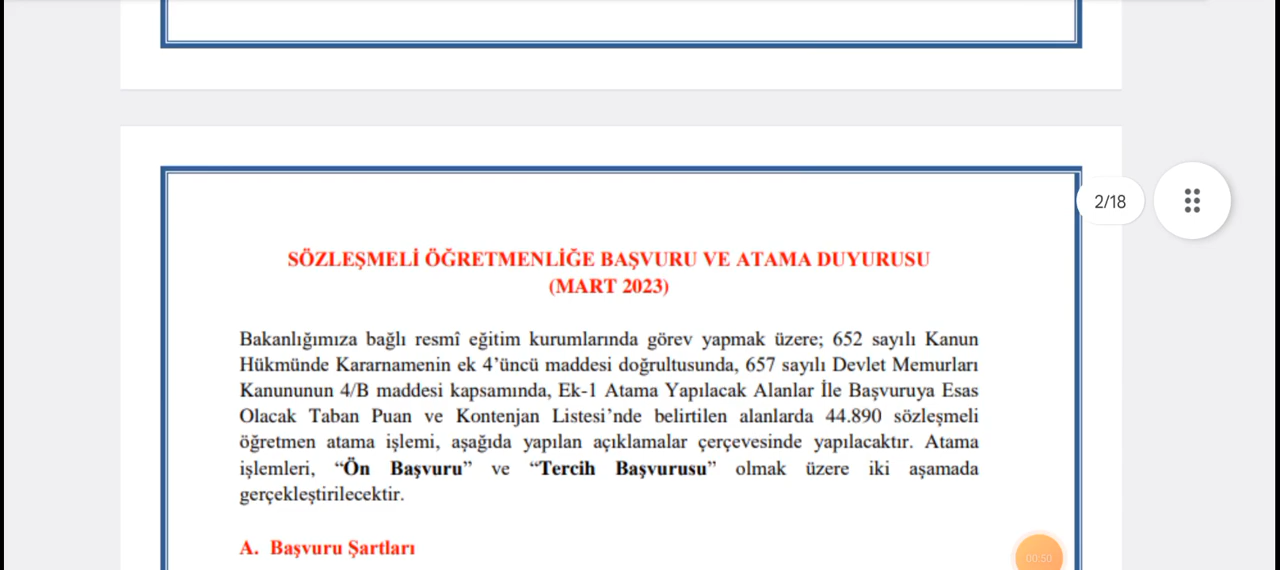 2/18
SÖZLEŞMELİ ÖĞRETMENLİĞE BAŞVURU VE ATAMA DUYURUSU
(MART 2023)
Bakanlığımıza bağlı resmî eğitim kurumlarında görev yapmak üzere; 652 sayılı Kanun
Hükmünde Kararnamenin ek 4’üncü maddesi doğrultusunda, 657 sayılı Devlet Memurları
Kanununun 4/B maddesi kapsamında, Ek-1 Atama Yapılacak Alanlar İle Başvuruya Esas
Olacak Taban Puan ve Kontenjan Listesi’nde belirtilen alanlarda 44.890 sözleşmeli
öğretmen atama işlemi, aşağıda yapılan açıklamalar çerçevesinde yapılacaktır. Atama
işlemleri, “Ön Başvuru” ve “Tercih Başvurusu” olmak üzere iki aşamada
gerçekleştirilecektir.
A. Başvuru Şartları
00:50